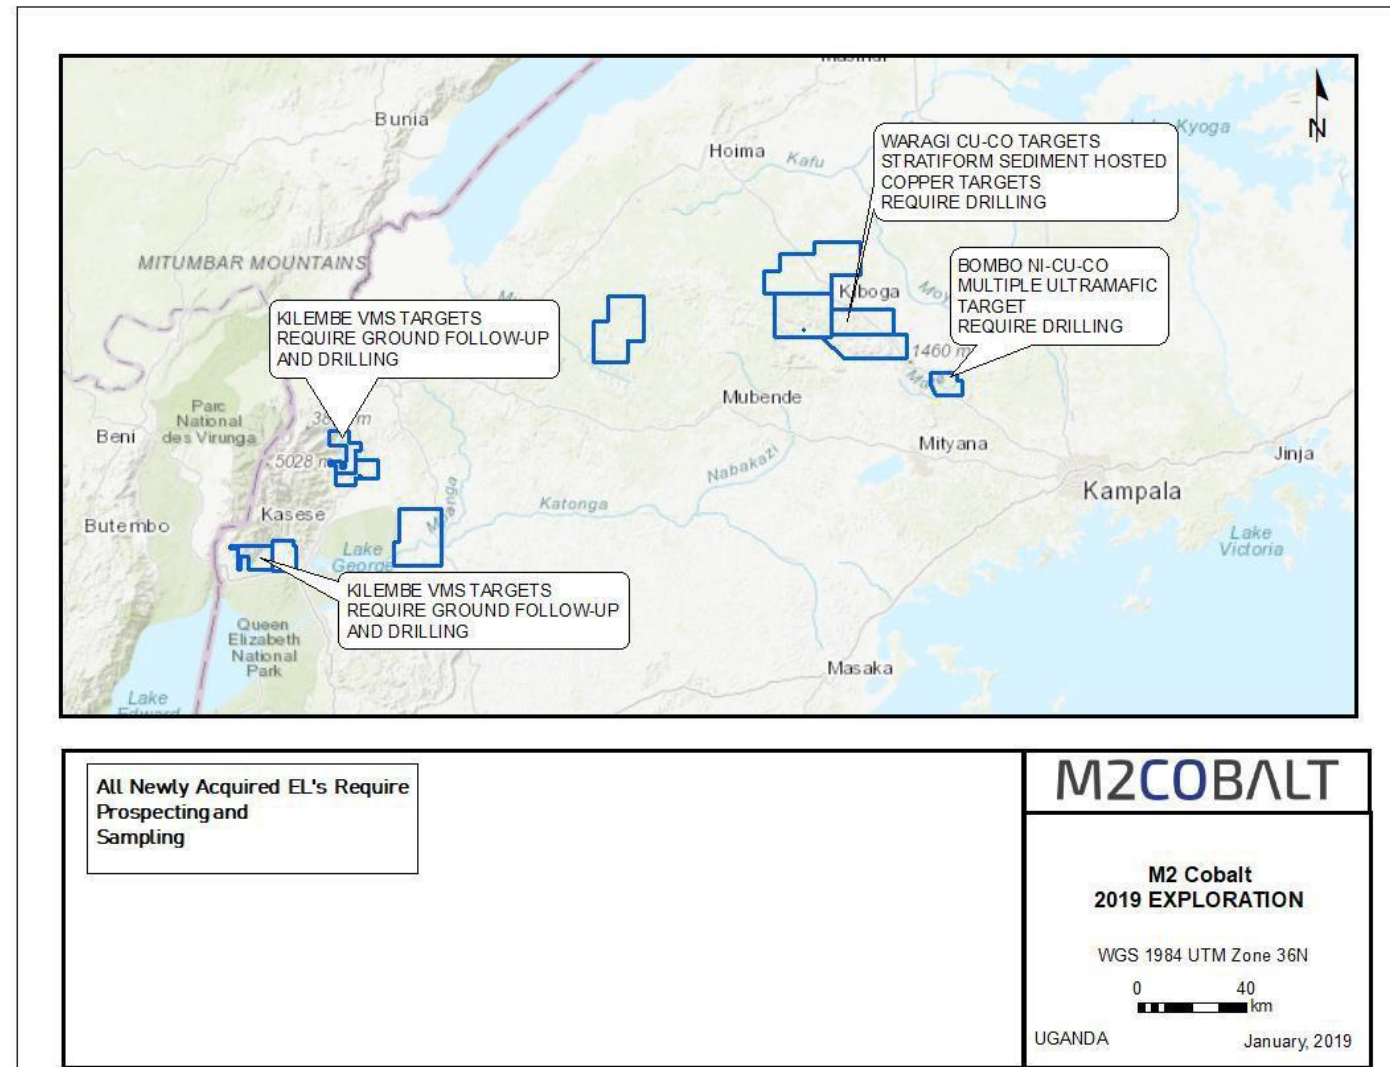 Bunia
Hoima
Kafu
Kyoga
N
WARAGI CU-CO TARGETS
STRATIFORM SEDIMENT HOSTED
COPPER TARGETS
REQUIRE DRILLING
MITUMBAR MOUNTAINS
BOMBO NI-CU-CO
MULTIPLE ULTRAMAFIC
TARGET
REQUIRE DRILLING
Kiboga
KILEMBE VMS TARGETS
REQUIRE GROUND FOLLOW-UP
AND DRILLING
1460 m
Mubende
Parc
National
des Virunga
Beni
5028 m
Mityana
Jinja
Nabakazi
Kampala
Katonga
Kasese
Butembo
Lake
George
Lake
Victoria
KILEMBE VMS TARGETS
REQUIRE GROUND FOLLOW-UP
AND DRILLING
Queen
Elizabeth
National
Park
Masaka
Lake
Edward
All Newly Acquired EL's Require
Prospecting and
Sampling
M2COBALT
M2 Cobalt
2019 EXPLORATION
WGS 1984 UTM Zone 36N
0 40
km
UGANDA January, 2019